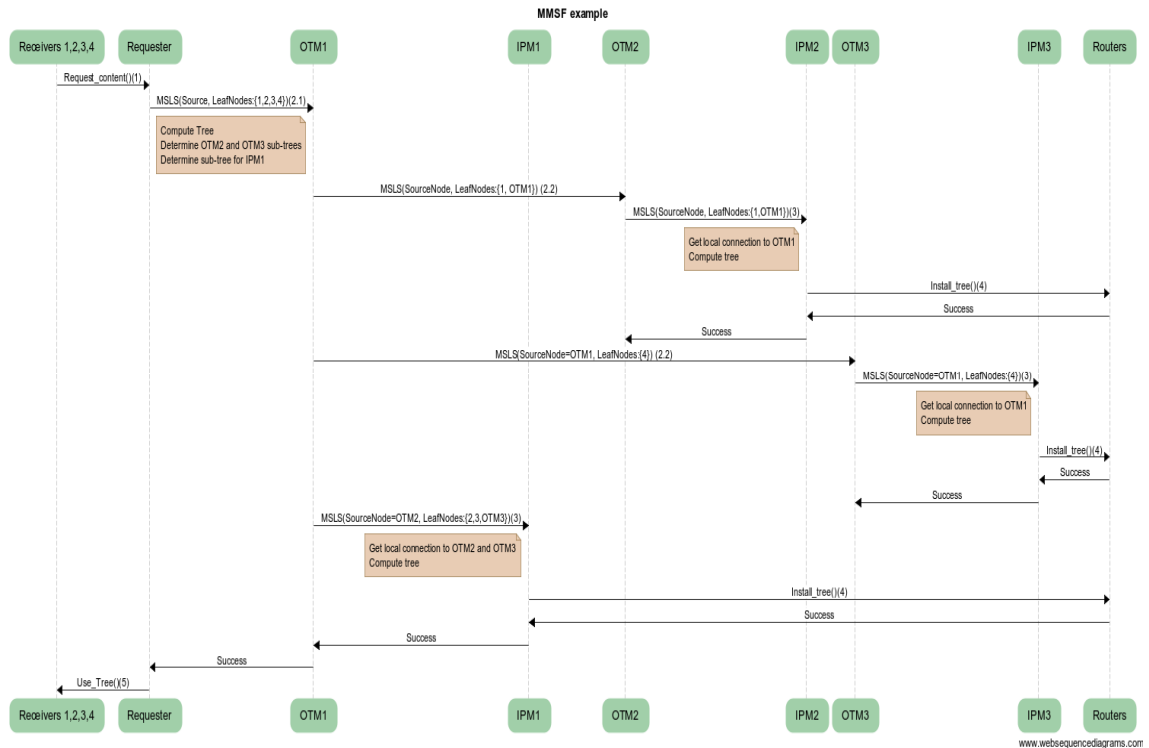 MMSF example
Receivers 1,2,3,4
Requester
OTM1
IPM1
OTM2
IPM2
OTM3
IPM3
Routers
Request_content()(1)
MSLS(Source, LeafNodes:{1,2,3,4})(2.1)
Compute Tree
Determine OTM2 and OTM3 sub-trees
Determine sub-tree for IPM1
MSLS(SourceNode, LeafNodes:{1, OTM1}) (2.2)
MSLS(SourceNode, LeafNodes:{1,OTM1})(3)
Get local connection to OTM1
Compute tree
Install_tree()(4)
Success
Success
MSLS(SourceNode=OTM1, LeafNodes:{4}) (2.2)
MSLS(SourceNode=OTM1, LeafNodes:{4})(3)
Get local connection to OTM1
Compute tree
Install_tree()(4)
Success
Success
MSLS(SourceNode=OTM2, LeafNodes:{2,3,OTM3})(3)
Get local connection to OTM2 and OTM3
Compute tree
Install_tree()(4)
Success
Success
Success
Use_Tree()(5)
Receivers 1,2,3,4
Requester
OTM1
IPM1
OTM2
IPM2
OTM3
IPM3
Routers
www.websequencediagrams.com